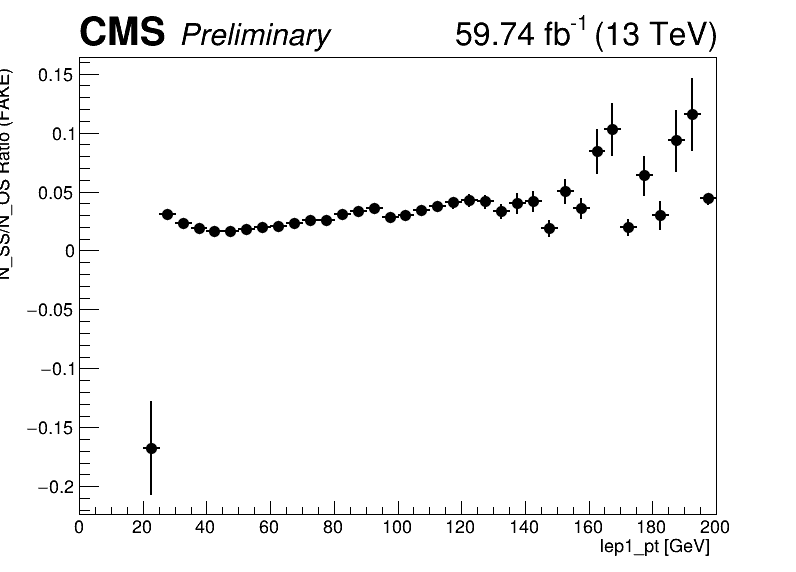 CMS Preliminary 59.74 fb⁻¹ (13 TeV)
N_SS/N_OS Ratio (FAKE)
0.15
0.1
0.05
0
−0.05
−0.1
−0.15
−0.2
0 20 40 60 80 100 120 140 160 180 200
lep1_pt [GeV]